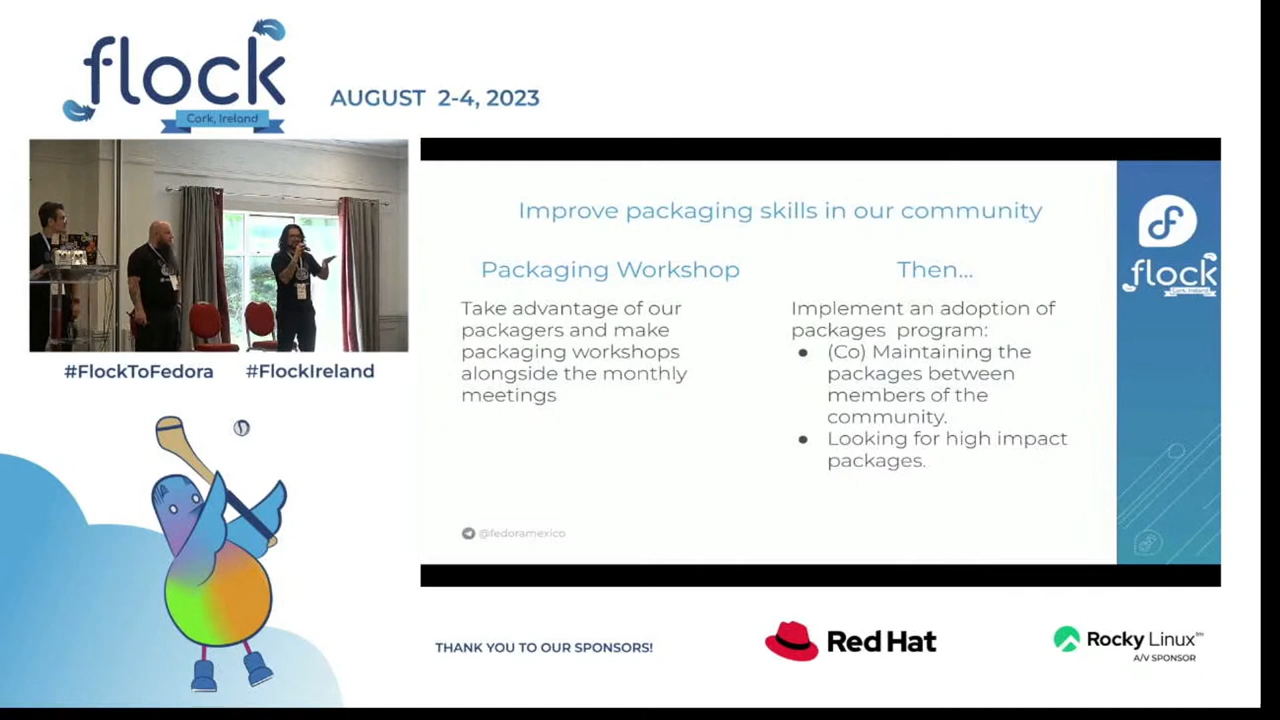 flock
Cork, Ireland
AUGUST 2-4, 2023
#FlockToFedora #FlockIreland
Improve packaging skills in our community
Packaging Workshop
Take advantage of our
packagers and make
packaging workshops
alongside the monthly
meetings
Then...
Implement an adoption of
packages program:
● (Co) Maintaining the
packages between
members of the
community.
● Looking for high impact
packages.
@fedoramexico
flock
Cork, Ireland
THANK YOU TO OUR SPONSORS!
Red Hat
Rocky Linux™
A/V SPONSOR